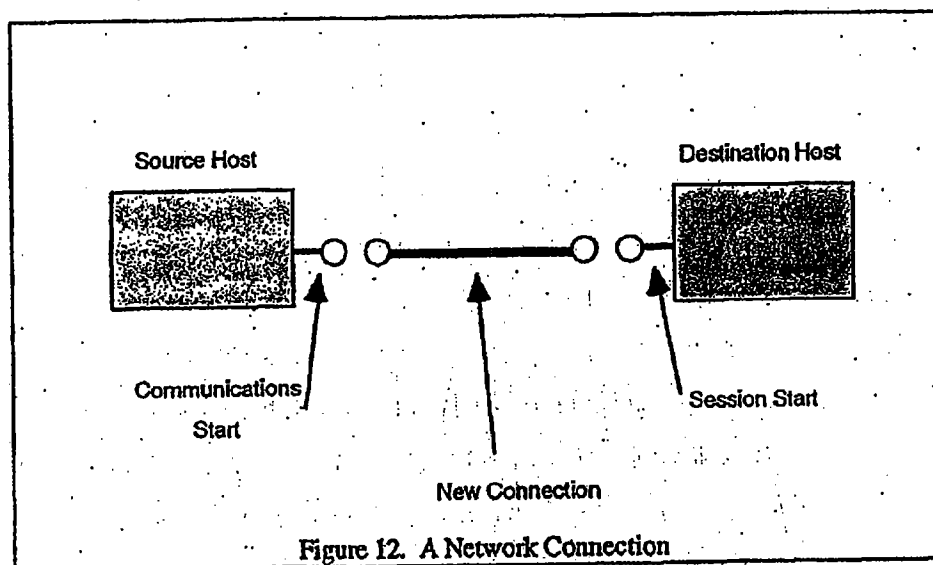 Source Host
Destination Host
Communications
Start
Session Start
New Connection
Figure 12. A Network Connection